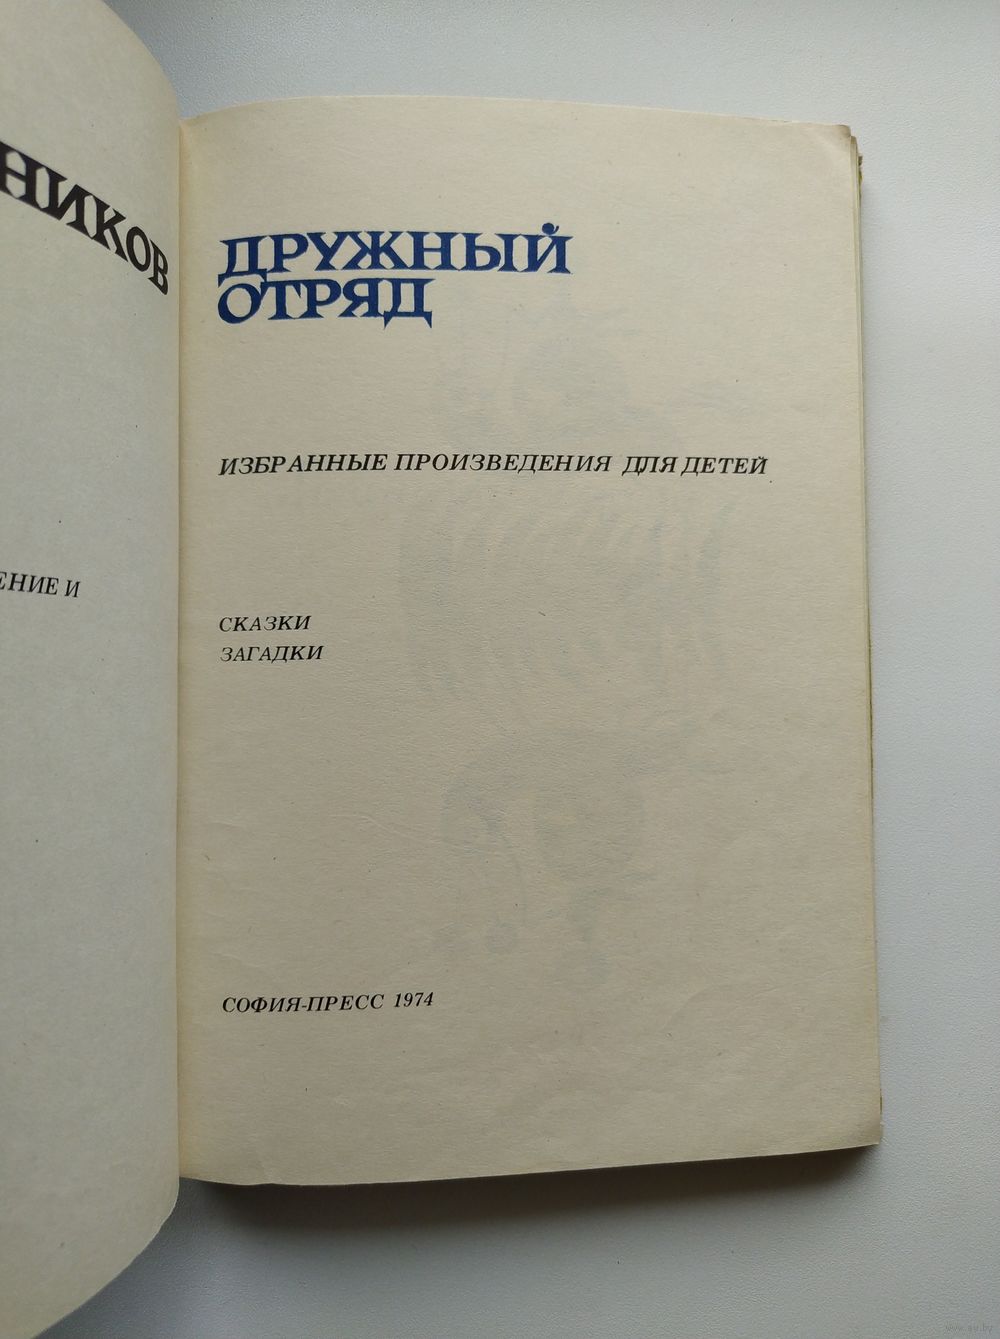 НИКОВ
ЕНИЕ И
ДРУЖНЫЙ
ОТРЯД
ИЗБРАННЫЕ ПРОИЗВЕДЕНИЯ ДЛЯ ДЕТЕЙ
СКАЗКИ
ЗАГАДКИ
СОФИЯ-ПРЕСС 1974